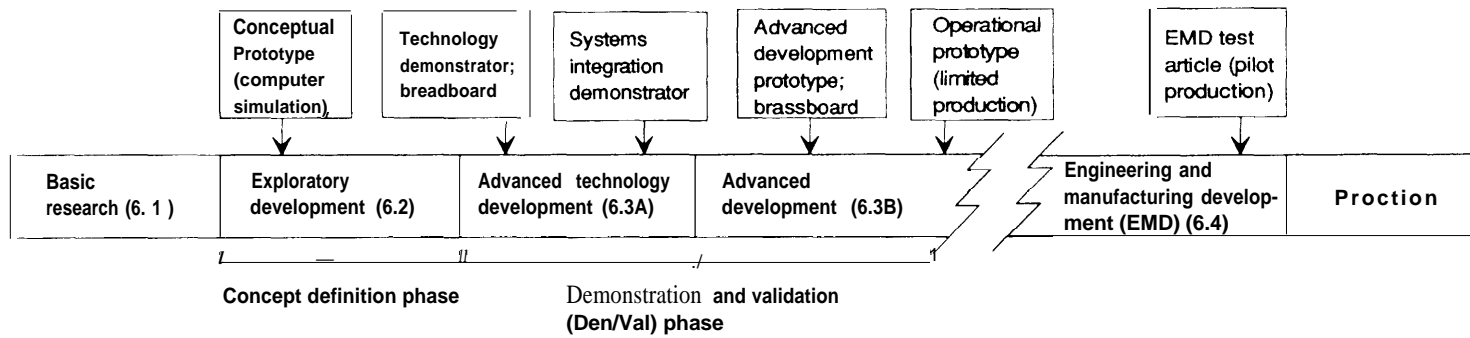 Conceptual
Prototype
(computer
simulation)
Technology
demonstrator;
breadboard
Systems
integration
demonstrator
Advanced
development
prototype;
brassboard
Operational
prototype
(limited
production)
EMD test
article (pilot
production)
Basic
research (6. 1 )
Exploratory
development (6.2)
Advanced technology
development (6.3A)
Advanced
development (6.3B)
Engineering and
manufacturing develop-
ment (EMD) (6.4)
Proction
Concept definition phase
Demonstration and validation
(Den/Val) phase